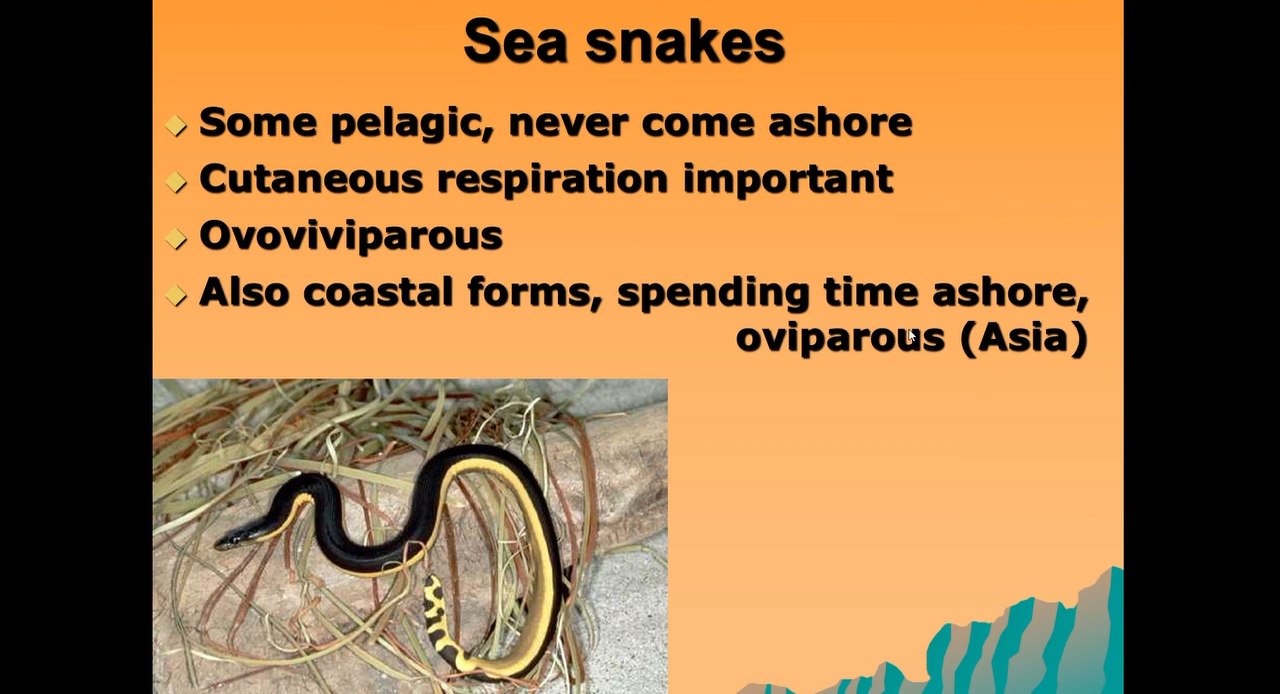 Sea snakes
Some pelagic, never come ashore
Cutaneous respiration important
Ovoviviparous
Also coastal forms, spending time ashore,
oviparous (Asia)